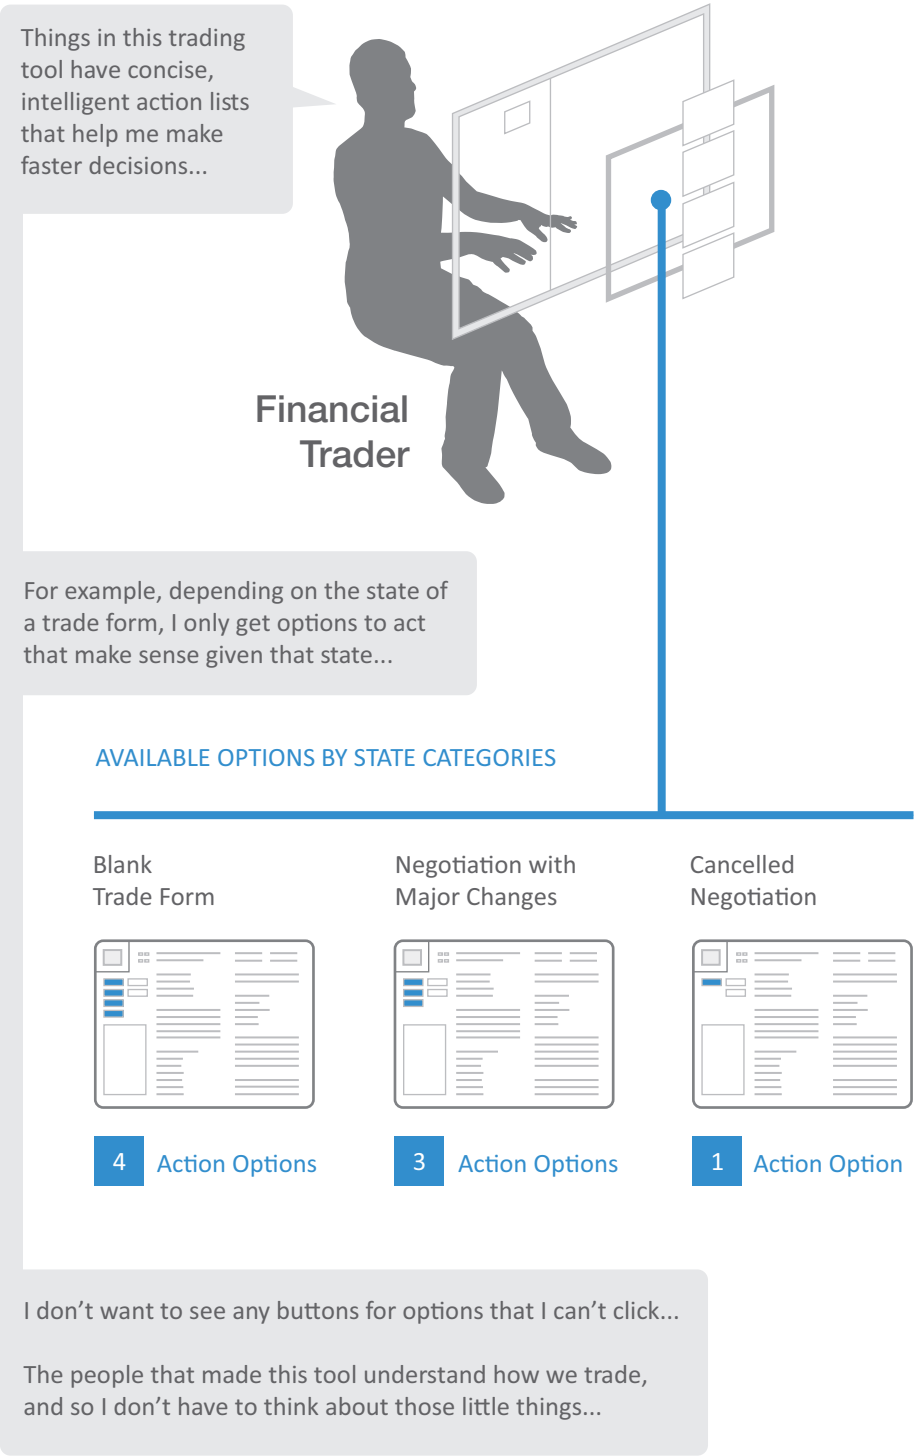 Things in this trading
tool have concise,
intelligent action lists
that help me make
faster decisions...
Financial
Trader
For example, depending on the state of
a trade form, I only get options to act
that make sense given that state...
AVAILABLE OPTIONS BY STATE CATEGORIES
Blank
Trade Form
Negotiation with
Major Changes
Cancelled
Negotiation
4 Action Options
3 Action Options
1 Action Option
I don’t want to see any buttons for options that I can’t click...
The people that made this tool understand how we trade,
and so I don’t have to think about those little things...